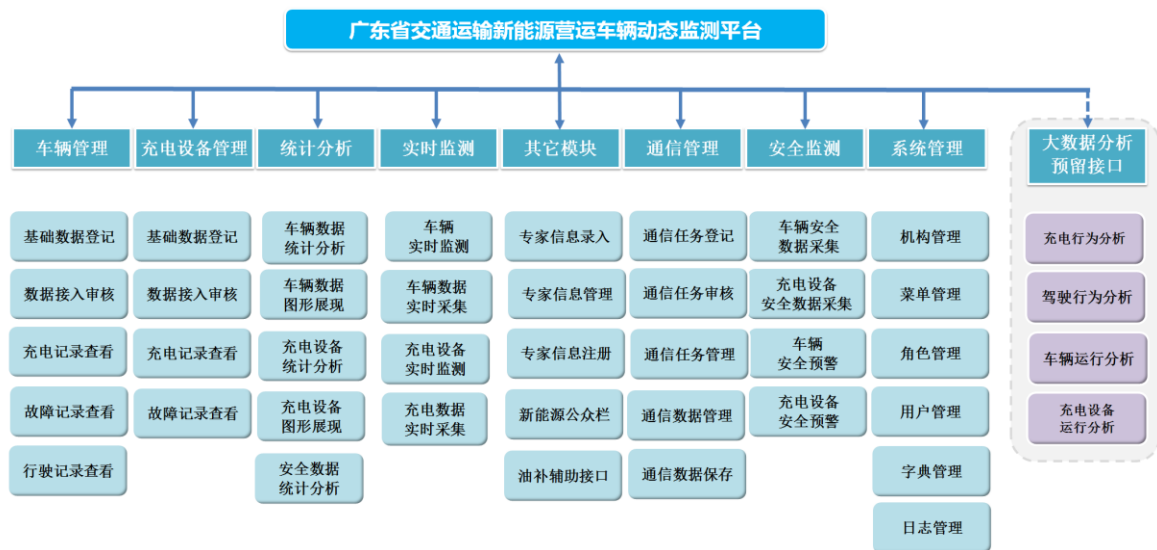 广东省交通运输新能源营运车辆动态监测平台
车辆管理
充电设备管理
统计分析
实时监测
其它模块
通信管理
安全监测
系统管理
大数据分析
预留接口
基础数据登记
数据接入审核
充电记录查看
故障记录查看
行驶记录查看
基础数据登记
数据接入审核
充电记录查看
故障记录查看
车辆数据
统计分析
车辆数据
图形展现
充电设备
统计分析
充电设备
图形展现
安全数据
统计分析
车辆
实时监测
车辆数据
实时采集
充电设备
实时监测
充电数据
实时采集
专家信息录入
专家信息管理
专家信息注册
新能源公众栏
油补辅助接口
通信任务登记
通信任务审核
通信任务管理
通信数据管理
通信数据保存
车辆安全
数据采集
充电设备
安全数据采集
车辆
安全预警
充电设备
安全预警
机构管理
菜单管理
角色管理
用户管理
字典管理
日志管理
充电行为分析
驾驶行为分析
车辆运行分析
充电设备
运行分析